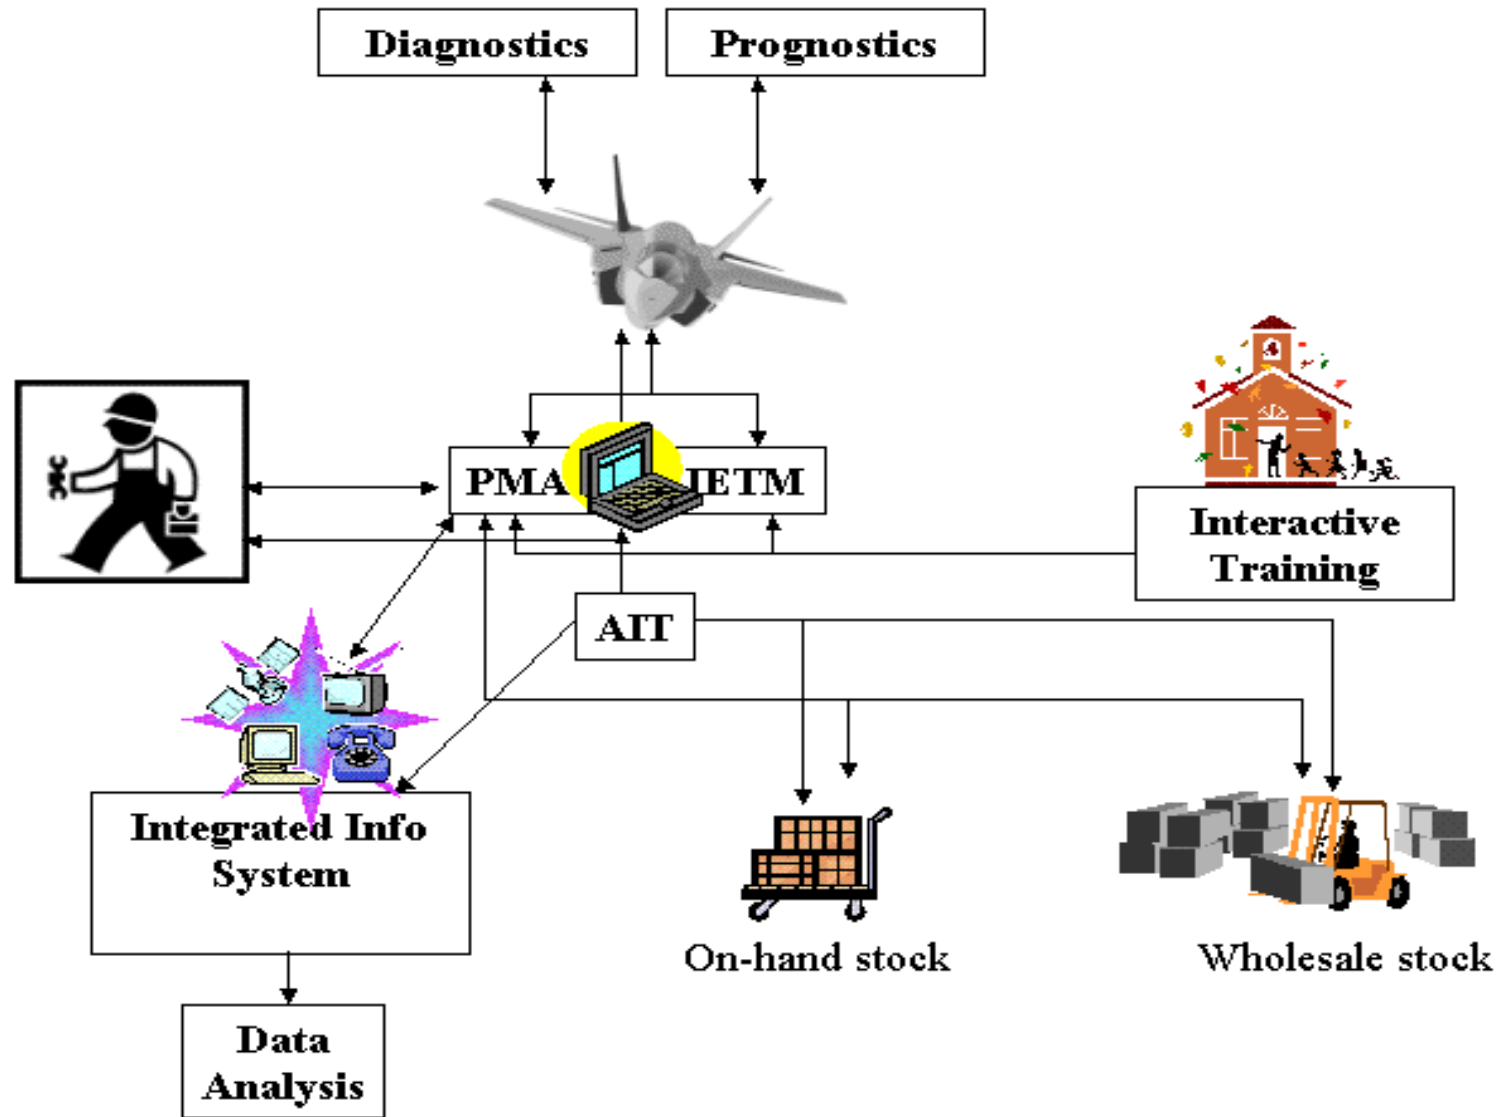 Diagnostics
Prognostics
PMA
IETM
Interactive
Training
AIT
Integrated Info
System
On-hand stock
Wholesale stock
Data
Analysis